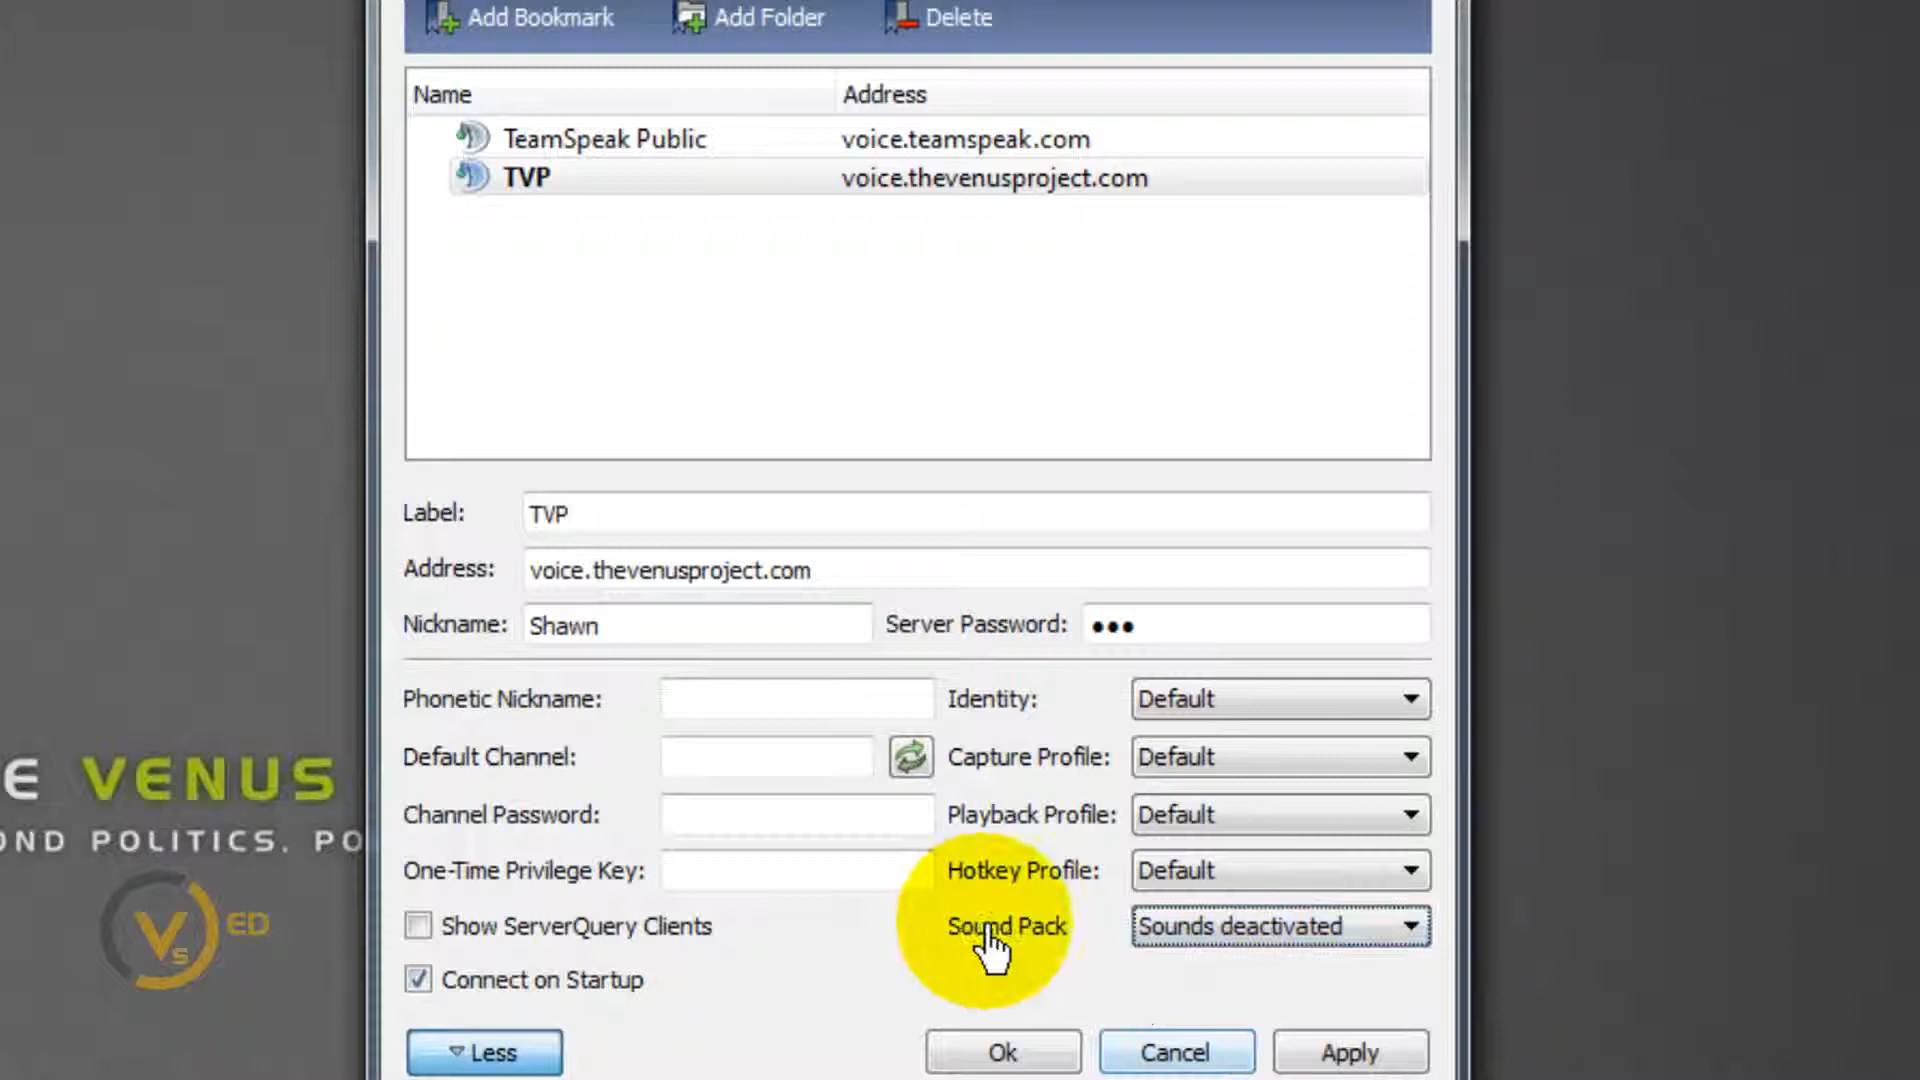 Add Bookmark Add Folder Delete
Name Address
TeamSpeak Public voice.teamspeak.com
TVP voice.thevenusproject.com
Label: TVP
Address: voice.thevenusproject.com
Nickname: Shawn Server Password: •••
Phonetic Nickname: Identity: Default
Default Channel: Capture Profile: Default
Channel Password: Playback Profile: Default
One-Time Privilege Key: Hotkey Profile: Default
Show ServerQuery Clients Sound Pack Sounds deactivated
Connect on Startup
Less Ok Cancel Apply
E VENUS
OND POLITICS. PO
Vs ED